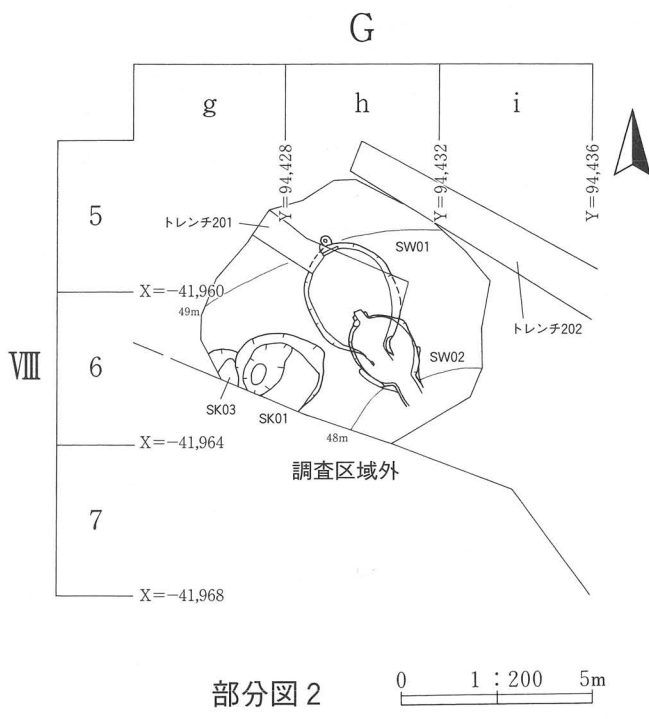 G
g h i
Y=94,428
Y=94,432
Y=94,436
5
トレンチ201
SW01
X=-41,960
49m
トレンチ202
VIII
6
SW02
SK03
SK01
48m
X=-41,964
調査区域外
7
X=-41,968
部分図2
0 1:200 5m